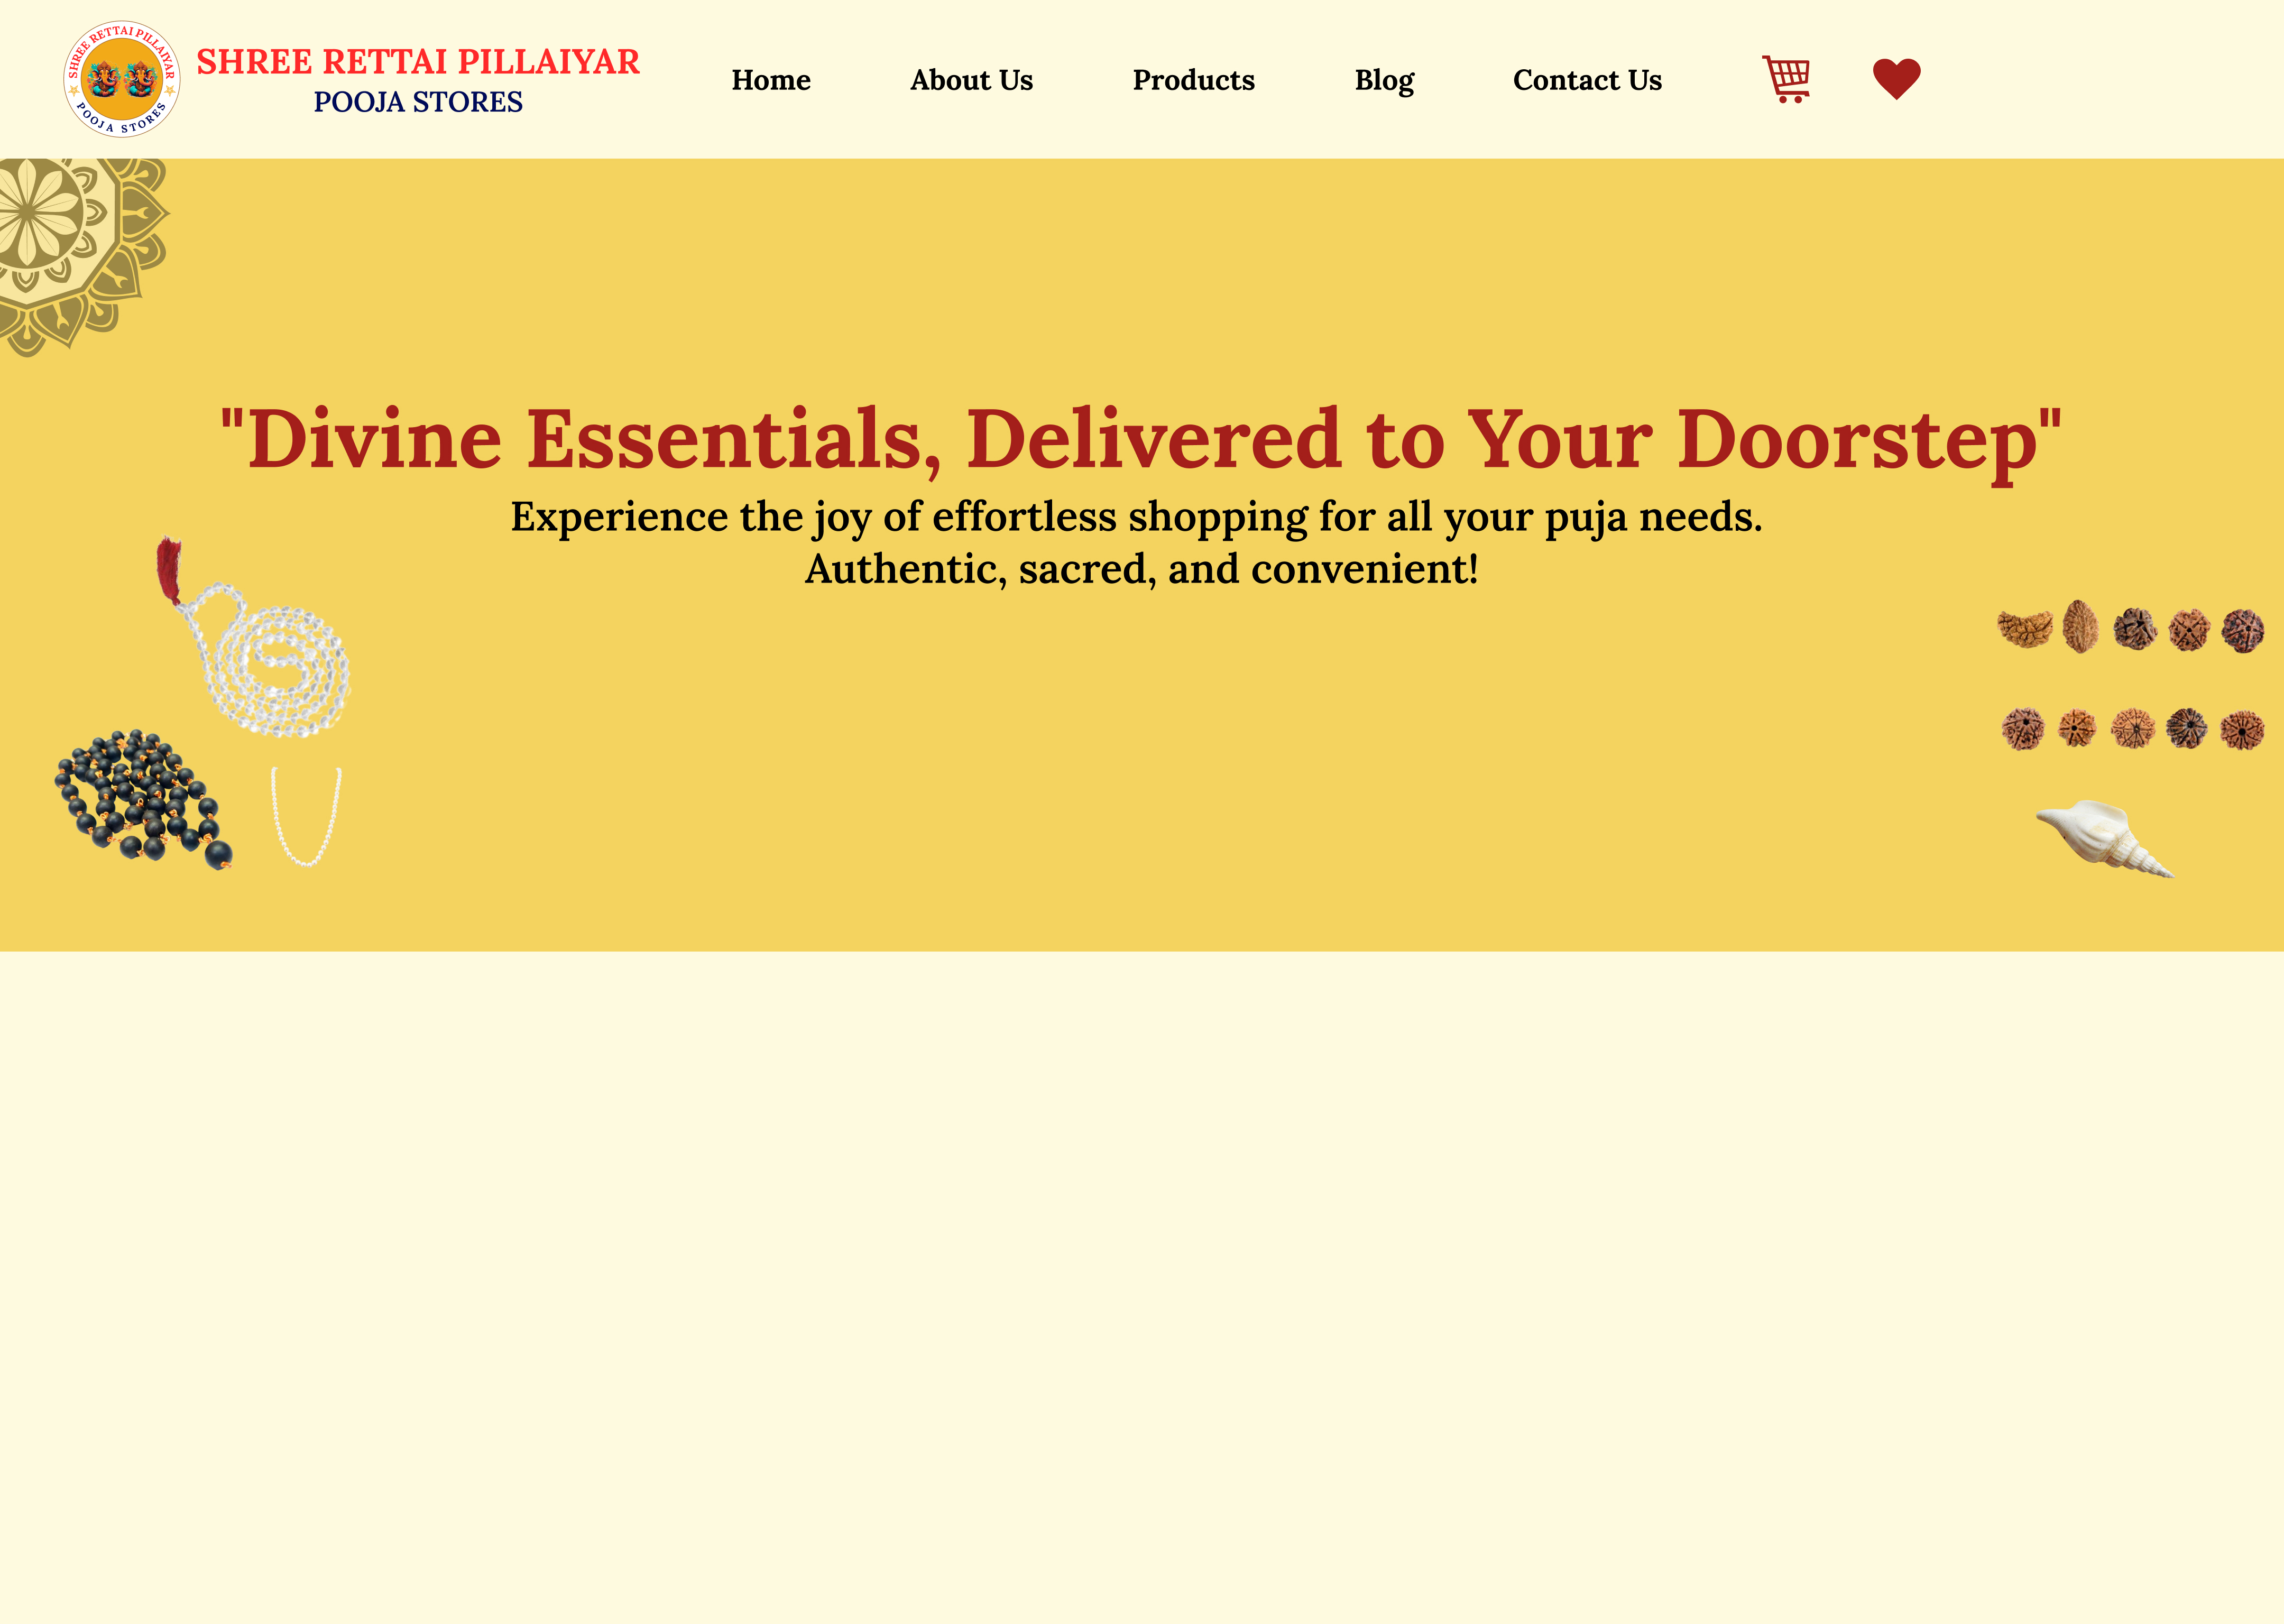 SHREE RETTAI PILLAIYAR
POOJA STORES
SHREE RETTAI PILLAIYAR
POOJA STORES
Home
About Us
Products
Blog
Contact Us
"Divine Essentials, Delivered to Your Doorstep"
Experience the joy of effortless shopping for all your puja needs.
Authentic, sacred, and convenient!